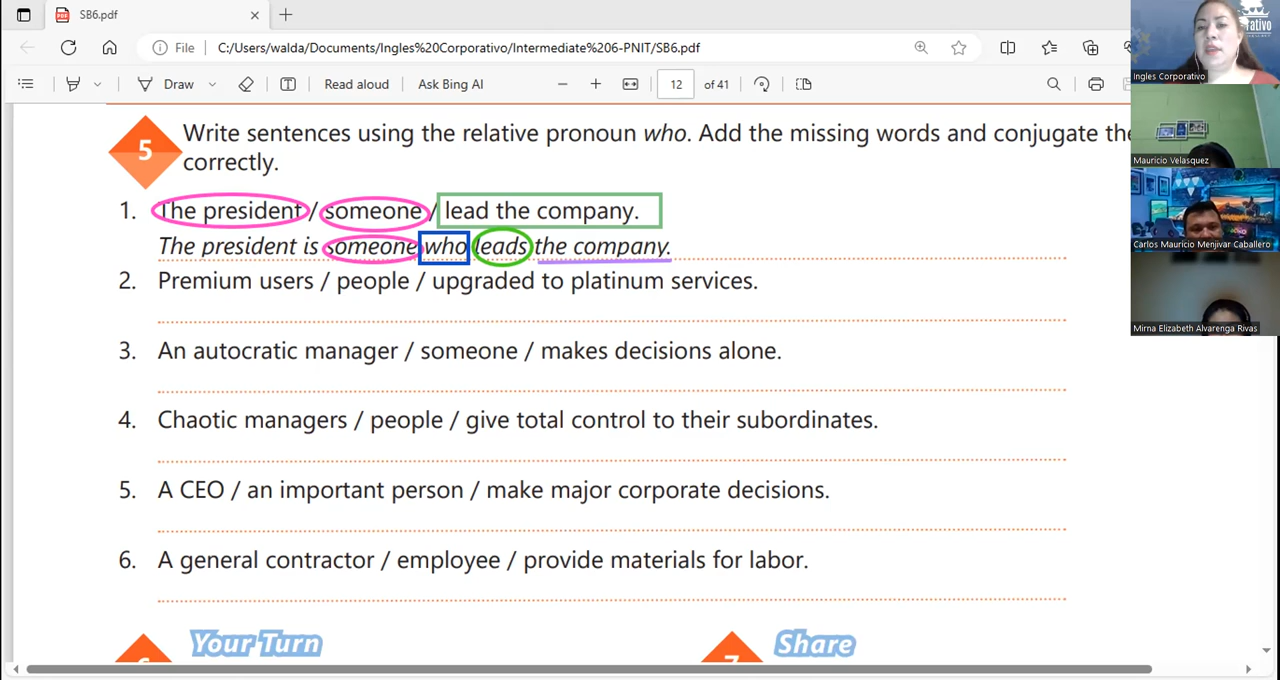 SB6.pdf
File C:/Users/walda/Documents/Ingles%20Corporativo/Intermediate%206-PNIT/SB6.pdf
Draw Read aloud Ask Bing AI 12 of 41
5 Write sentences using the relative pronoun who. Add the missing words and conjugate the
correctly.
1. The president / someone / lead the company.
The president is someone who leads the company.
2. Premium users / people / upgraded to platinum services.
3. An autocratic manager / someone / makes decisions alone.
4. Chaotic managers / people / give total control to their subordinates.
5. A CEO / an important person / make major corporate decisions.
6. A general contractor / employee / provide materials for labor.
Your Turn
Share
Ingles Corporativo
Mauricio Velasquez
Carlos Mauricio Menjivar Caballero
Mirna Elizabeth Alvarenga Rivas